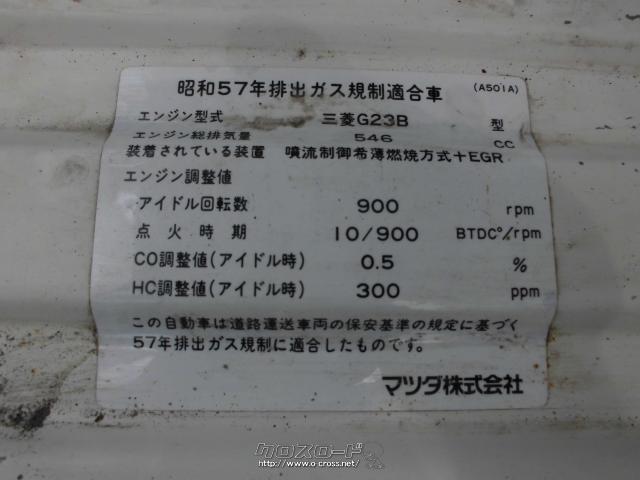 昭和57年排出ガス規制適合車 (A501A)
エンジン型式 三菱G23B 型
エンジン総排気量 546 CC
装着されている装置 噴流制御希薄燃焼方式+EGR
エンジン調整値
アイドル回転数 900 rpm
点火時期 10/900 BTDC°/rpm
CO調整値(アイドル時) 0.5 %
HC調整値(アイドル時) 300 ppm
この自動車は道路運送車両の保安基準の規定に基づく
57年排出ガス規制に適合したものです。
マツダ株式会社
クロスロード
http://www.o-cross.net/